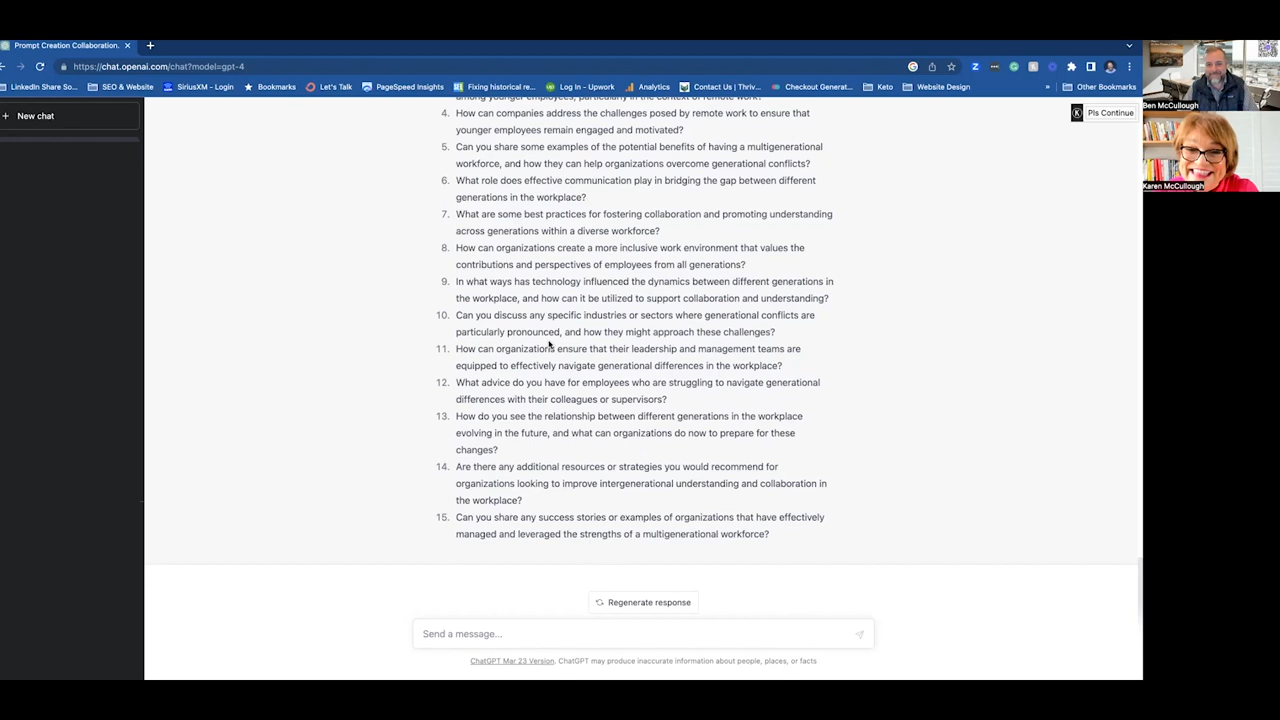 Prompt Creation Collaboration.
https://chat.openai.com/chat?model=gpt-4
LinkedIn Share So... SEO & Website SiriusXM - Login Bookmarks Let's Talk PageSpeed Insights Fixing historical re... Log In - Upwork Analytics Contact Us | Thriv... Checkout Generat... Keto Website Design » Other Bookmarks
New chat
Pls Continue
Ben McCullough
Karen McCullough
among younger employees, particularly in the context of remote work?
4. How can companies address the challenges posed by remote work to ensure that
younger employees remain engaged and motivated?
5. Can you share some examples of the potential benefits of having a multigenerational
workforce, and how they can help organizations overcome generational conflicts?
6. What role does effective communication play in bridging the gap between different
generations in the workplace?
7. What are some best practices for fostering collaboration and promoting understanding
across generations within a diverse workforce?
8. How can organizations create a more inclusive work environment that values the
contributions and perspectives of employees from all generations?
9. In what ways has technology influenced the dynamics between different generations in
the workplace, and how can it be utilized to support collaboration and understanding?
10. Can you discuss any specific industries or sectors where generational conflicts are
particularly pronounced, and how they might approach these challenges?
11. How can organizations ensure that their leadership and management teams are
equipped to effectively navigate generational differences in the workplace?
12. What advice do you have for employees who are struggling to navigate generational
differences with their colleagues or supervisors?
13. How do you see the relationship between different generations in the workplace
evolving in the future, and what can organizations do now to prepare for these
changes?
14. Are there any additional resources or strategies you would recommend for
organizations looking to improve intergenerational understanding and collaboration in
the workplace?
15. Can you share any success stories or examples of organizations that have effectively
managed and leveraged the strengths of a multigenerational workforce?
Regenerate response
Send a message...
ChatGPT Mar 23 Version. ChatGPT may produce inaccurate information about people, places, or facts